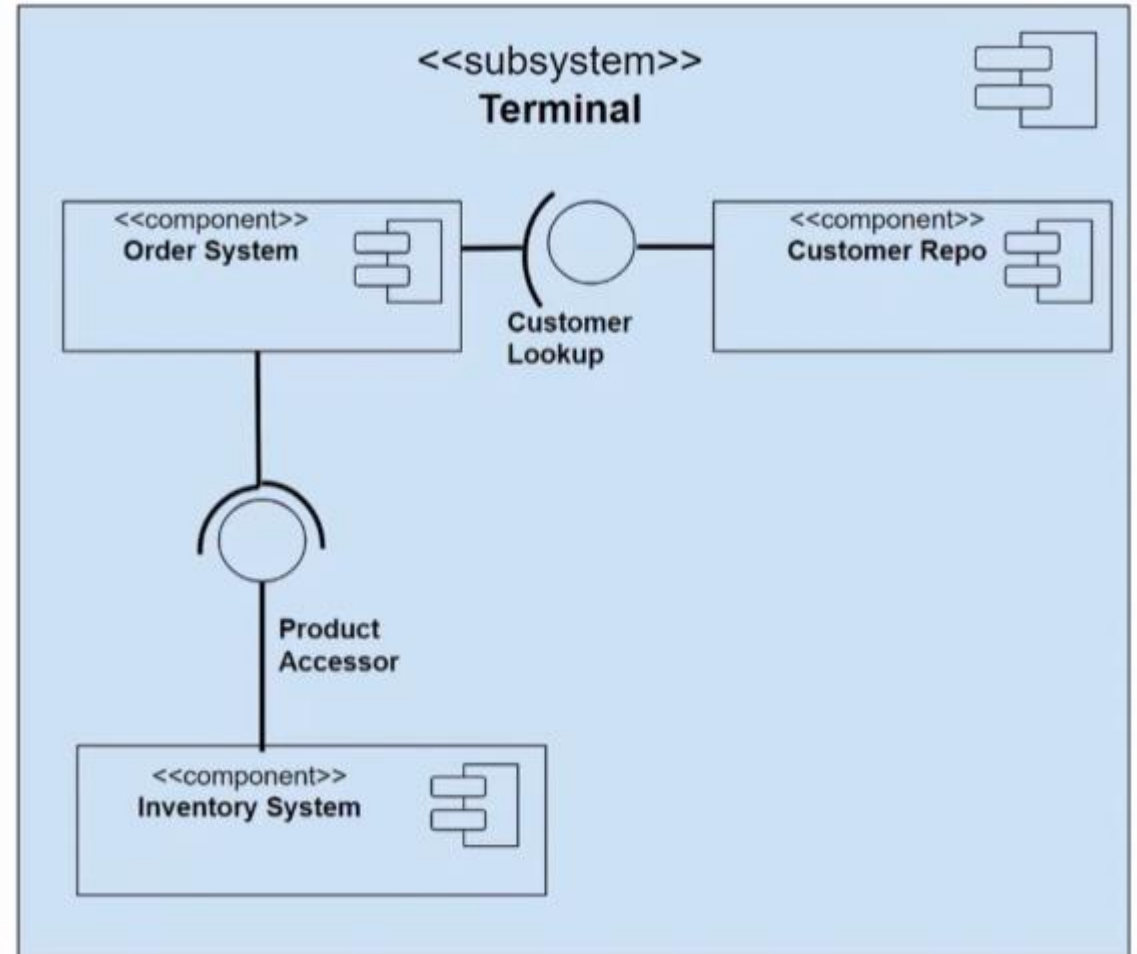 <<subsystem>>
Terminal
<<component>>
Order System
<<component>>
Customer Repo
Customer
Lookup
Product
Accessor
<<component>>
Inventory System